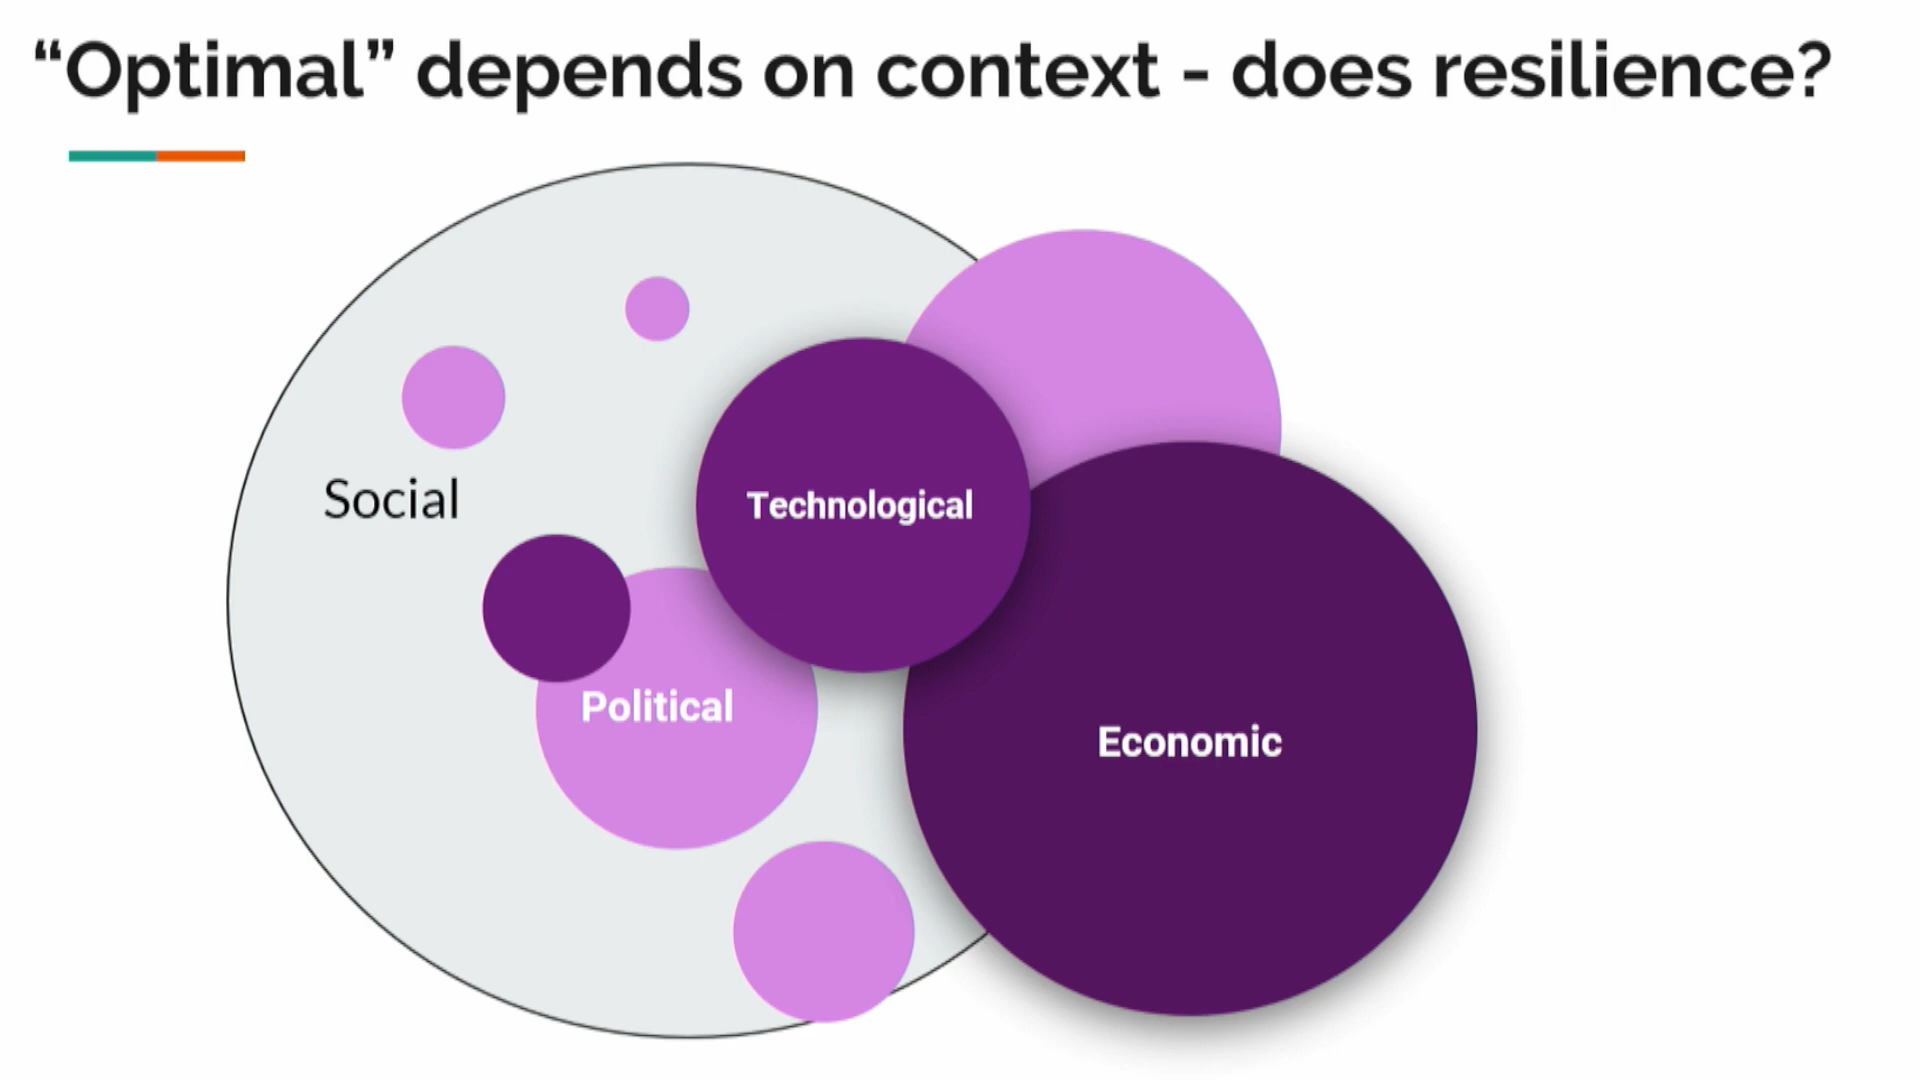 “Optimal” depends on context - does resilience?
Social
Technological
Political
Economic